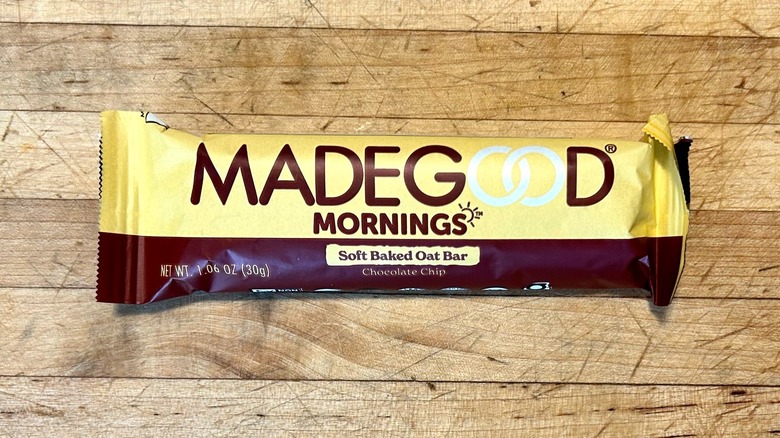 MADEGOOD®
MORNINGS™
Soft Baked Oat Bar
Chocolate Chip
NET WT. 1.06 OZ (30g)